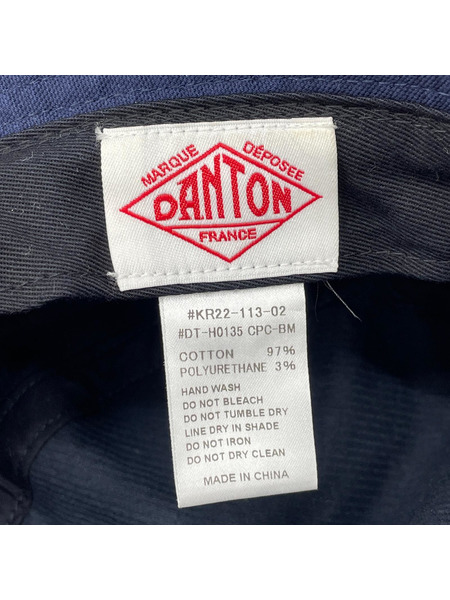 MARQUE DÉPOSÉE
DANTON
FRANCE
#KR22-113-02
#DT-H0135 CPC-BM
COTTON 97%
POLYURETHANE 3%
HAND WASH
DO NOT BLEACH
DO NOT TUMBLE DRY
LINE DRY IN SHADE
DO NOT IRON
DO NOT DRY CLEAN
MADE IN CHINA